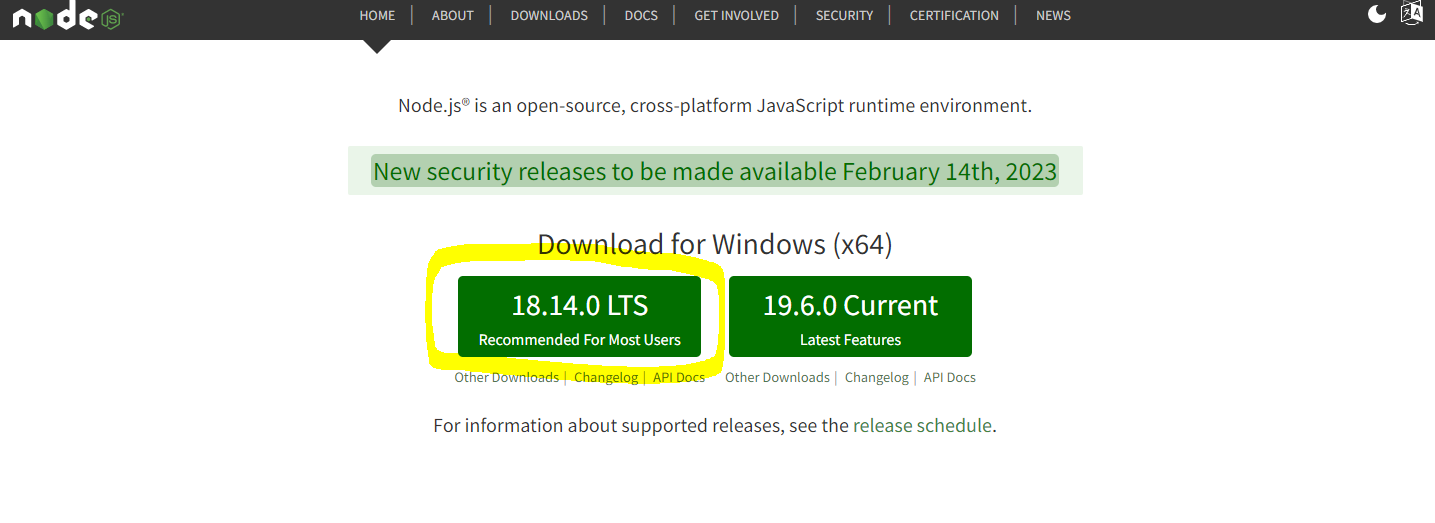 node JS
HOME | ABOUT | DOWNLOADS | DOCS | GET INVOLVED | SECURITY | CERTIFICATION | NEWS
Node.js® is an open-source, cross-platform JavaScript runtime environment.
New security releases to be made available February 14th, 2023
Download for Windows (x64)
18.14.0 LTS
Recommended For Most Users
19.6.0 Current
Latest Features
Other Downloads | Changelog | API Docs
Other Downloads | Changelog | API Docs
For information about supported releases, see the release schedule.